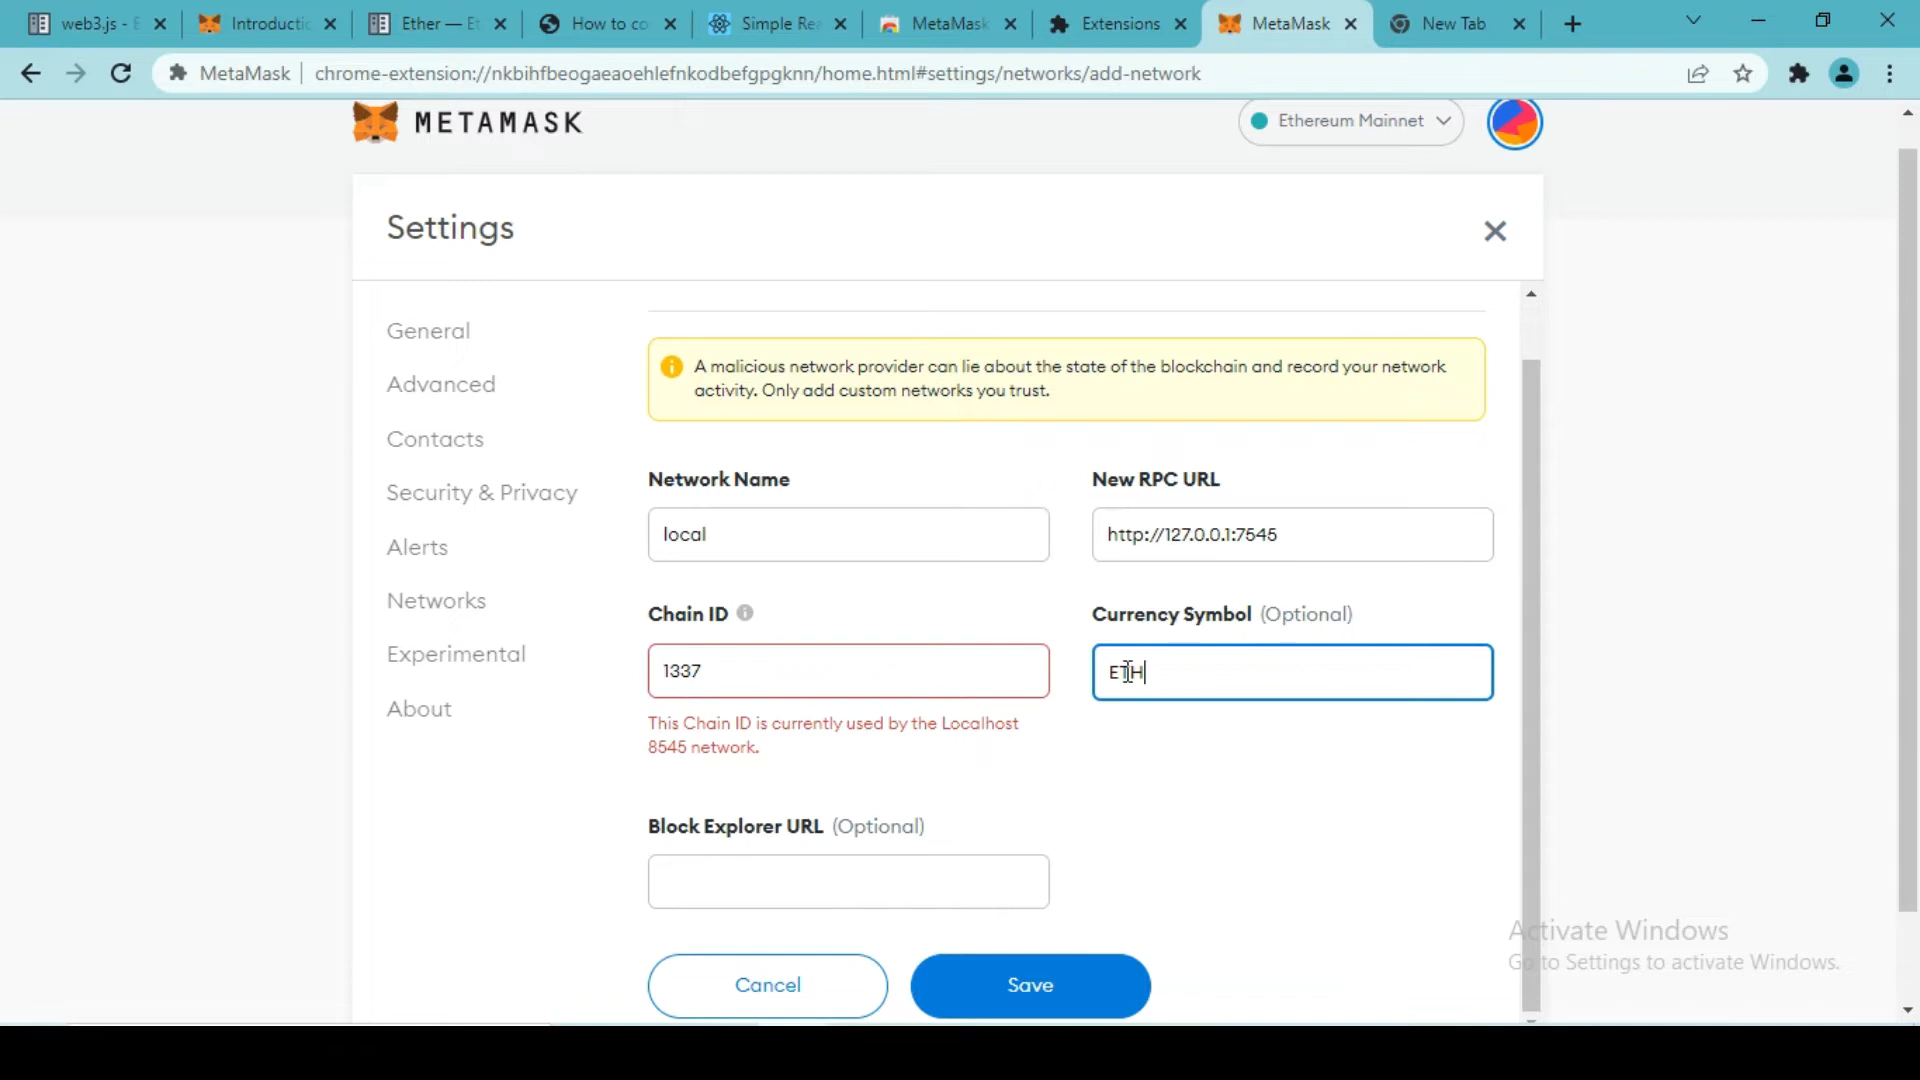 web3.js - E
Introductic
Ether — Et
How to co
Simple Rea
MetaMask
Extensions
MetaMask
New Tab
MetaMask
chrome-extension://nkbihfbeogaeaoehlefnkodbefgpgknn/home.html#settings/networks/add-network
METAMASK
Ethereum Mainnet
Settings
General
Advanced
Contacts
Security & Privacy
Alerts
Networks
Experimental
About
A malicious network provider can lie about the state of the blockchain and record your network
activity. Only add custom networks you trust.
Network Name
New RPC URL
local
http://127.0.0.1:7545
Chain ID
Currency Symbol (Optional)
1337
ETH
This Chain ID is currently used by the Localhost
8545 network.
Block Explorer URL (Optional)
Cancel
Save
Activate Windows
Go to Settings to activate Windows.